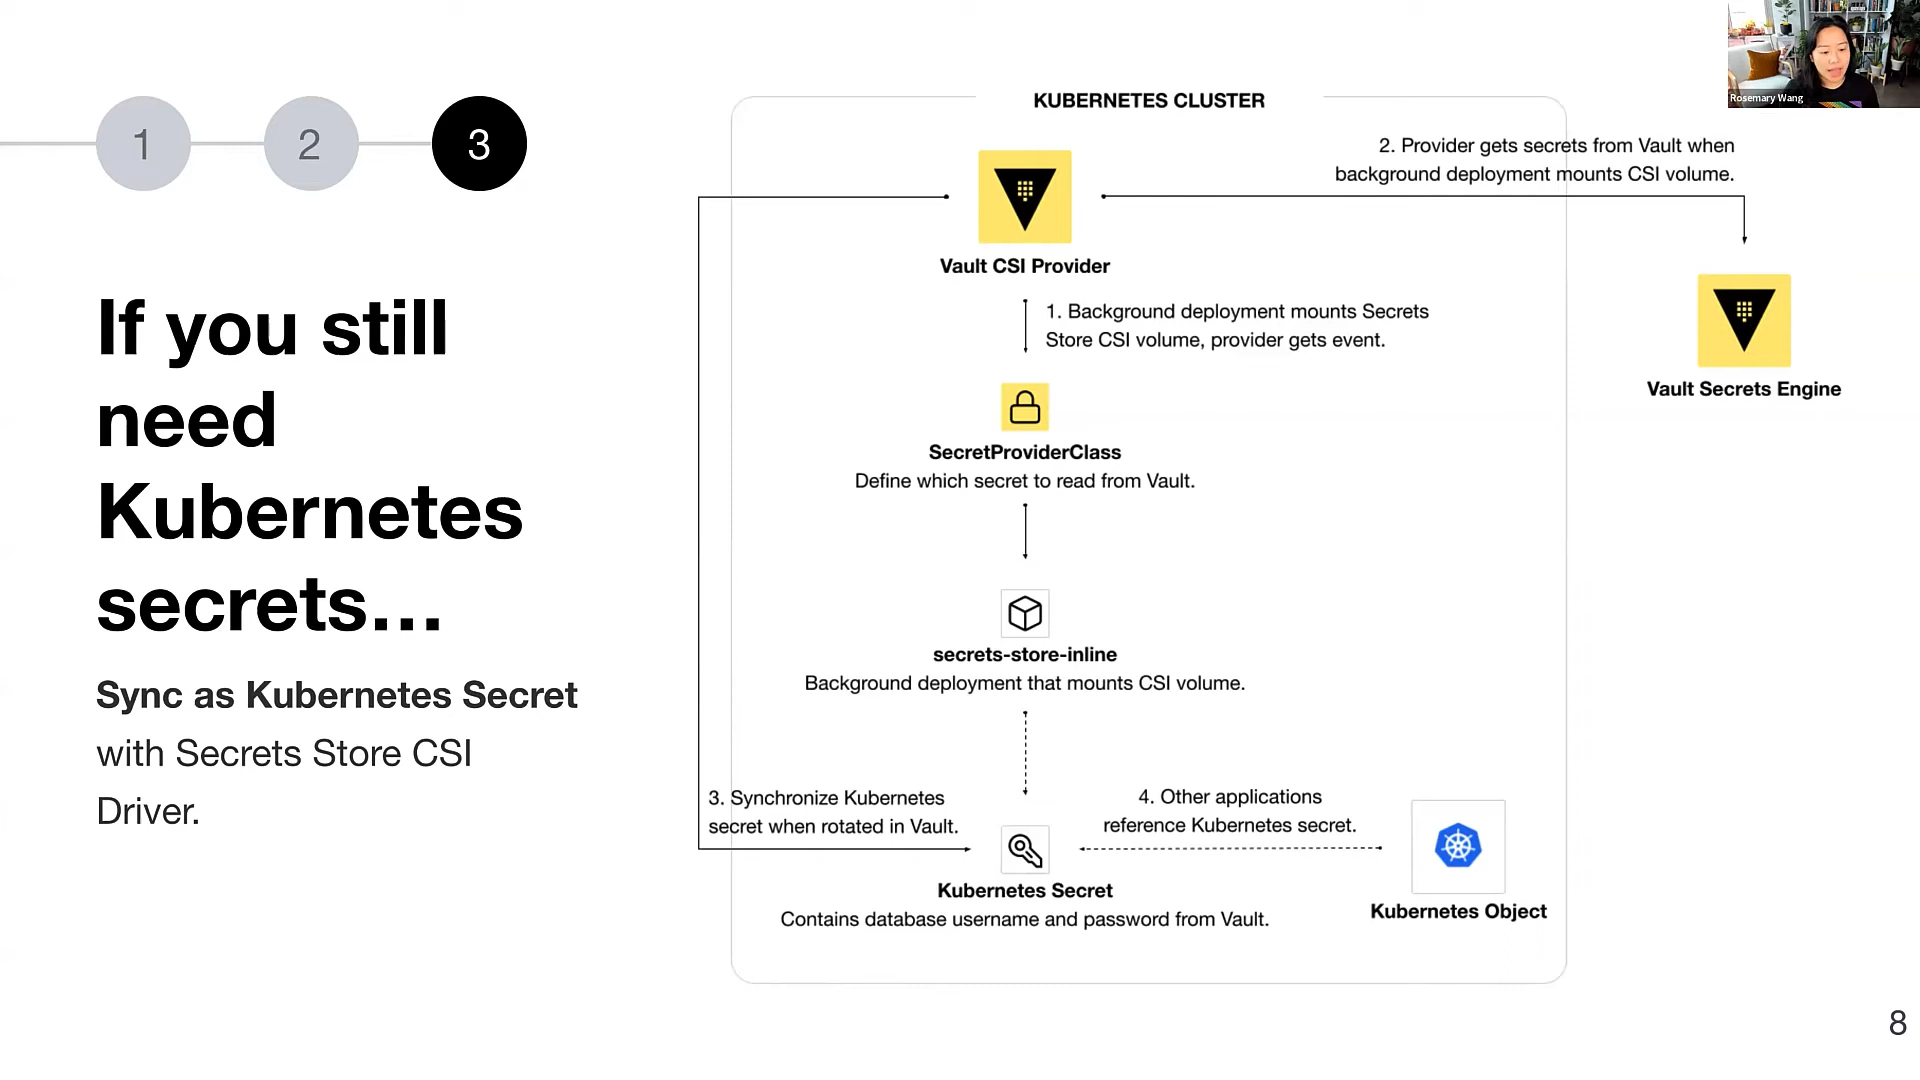 1
2
3
If you still
need
Kubernetes
secrets…
Sync as Kubernetes Secret
with Secrets Store CSI
Driver.
KUBERNETES CLUSTER
Rosemary Wang
2. Provider gets secrets from Vault when
background deployment mounts CSI volume.
Vault CSI Provider
1. Background deployment mounts Secrets
Store CSI volume, provider gets event.
Vault Secrets Engine
SecretProviderClass
Define which secret to read from Vault.
secrets-store-inline
Background deployment that mounts CSI volume.
3. Synchronize Kubernetes
secret when rotated in Vault.
4. Other applications
reference Kubernetes secret.
Kubernetes Secret
Contains database username and password from Vault.
Kubernetes Object
8